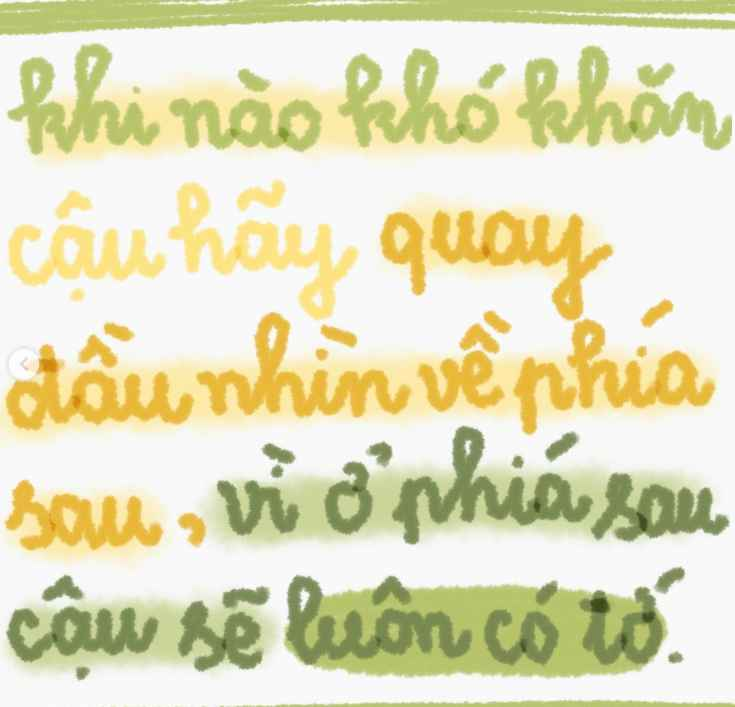 khi nào khó khăn
cậu hãy quay
đầu nhìn về phía
sau, vì ở phía sau
cậu sẽ luôn có tớ.